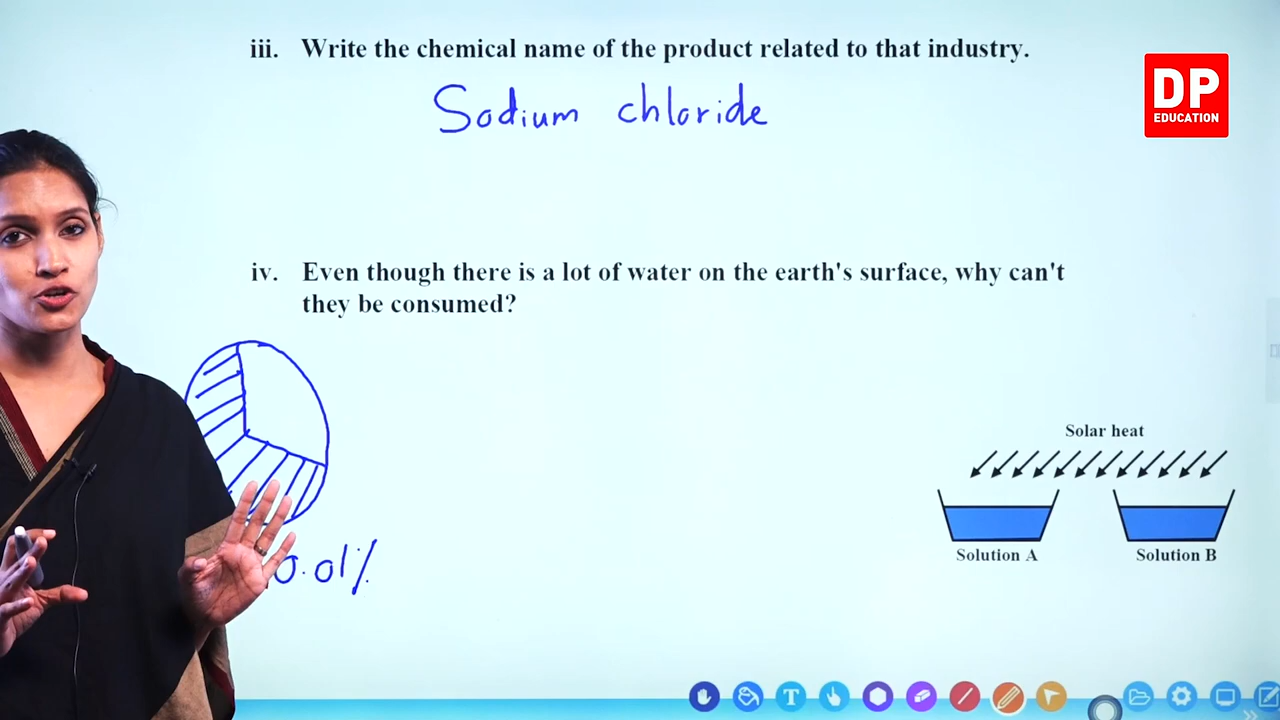 iii. Write the chemical name of the product related to that industry.
DP
EDUCATION
Sodium chloride
iv. Even though there is a lot of water on the earth's surface, why can't
they be consumed?
Solar heat
Solution A
Solution B
0.01%